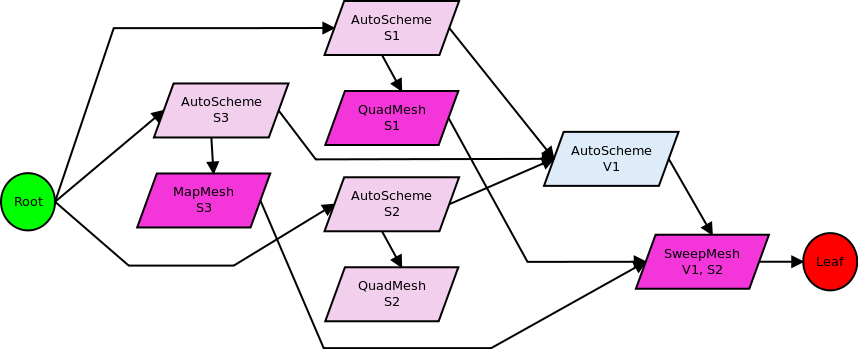 AutoScheme
S1
AutoScheme
S3
QuadMesh
S1
AutoScheme
V1
Root
MapMesh
S3
AutoScheme
S2
SweepMesh
V1, S2
Leaf
QuadMesh
S2